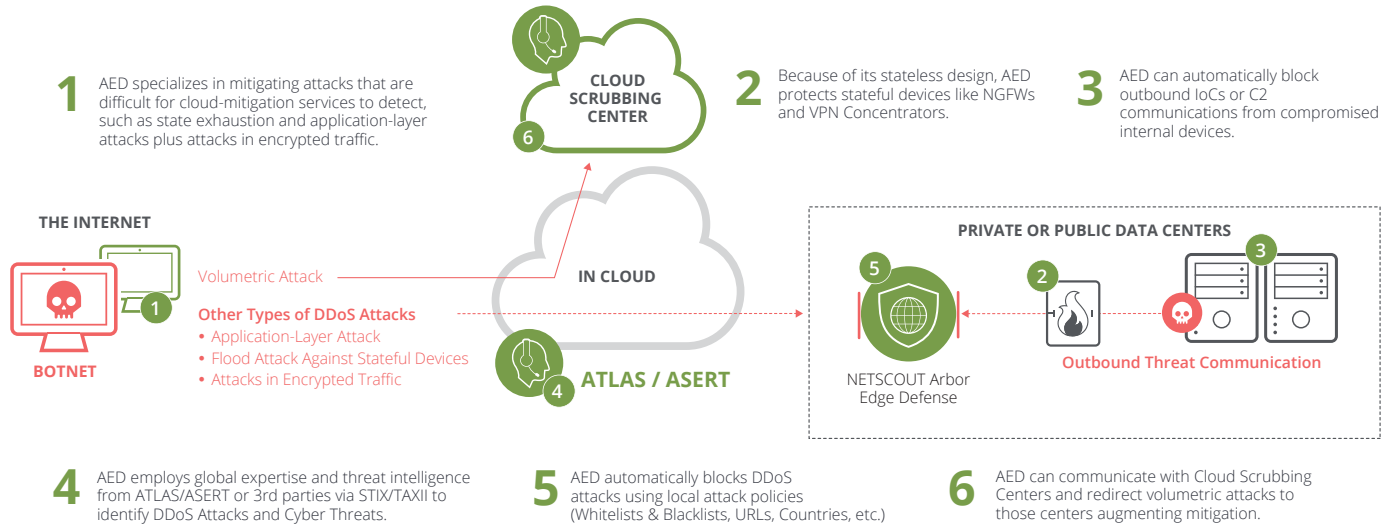 1
AED specializes in mitigating attacks that are
difficult for cloud-mitigation services to detect,
such as state exhaustion and application-layer
attacks plus attacks in encrypted traffic.
CLOUD
SCRUBBING
CENTER
6
2
Because of its stateless design, AED
protects stateful devices like NGFWs
and VPN Concentrators.
3
AED can automatically block
outbound IoCs or C2
communications from compromised
internal devices.
THE INTERNET
1
BOTNET
Volumetric Attack
Other Types of DDoS Attacks
• Application-Layer Attack
• Flood Attack Against Stateful Devices
• Attacks in Encrypted Traffic
IN CLOUD
4
ATLAS / ASERT
PRIVATE OR PUBLIC DATA CENTERS
5
2
3
NETSCOUT Arbor
Edge Defense
Outbound Threat Communication
4
AED employs global expertise and threat intelligence
from ATLAS/ASERT or 3rd parties via STIX/TAXII to
identify DDoS Attacks and Cyber Threats.
5
AED automatically blocks DDoS
attacks using local attack policies
(Whitelists & Blacklists, URLs, Countries, etc.)
6
AED can communicate with Cloud Scrubbing
Centers and redirect volumetric attacks to
those centers augmenting mitigation.